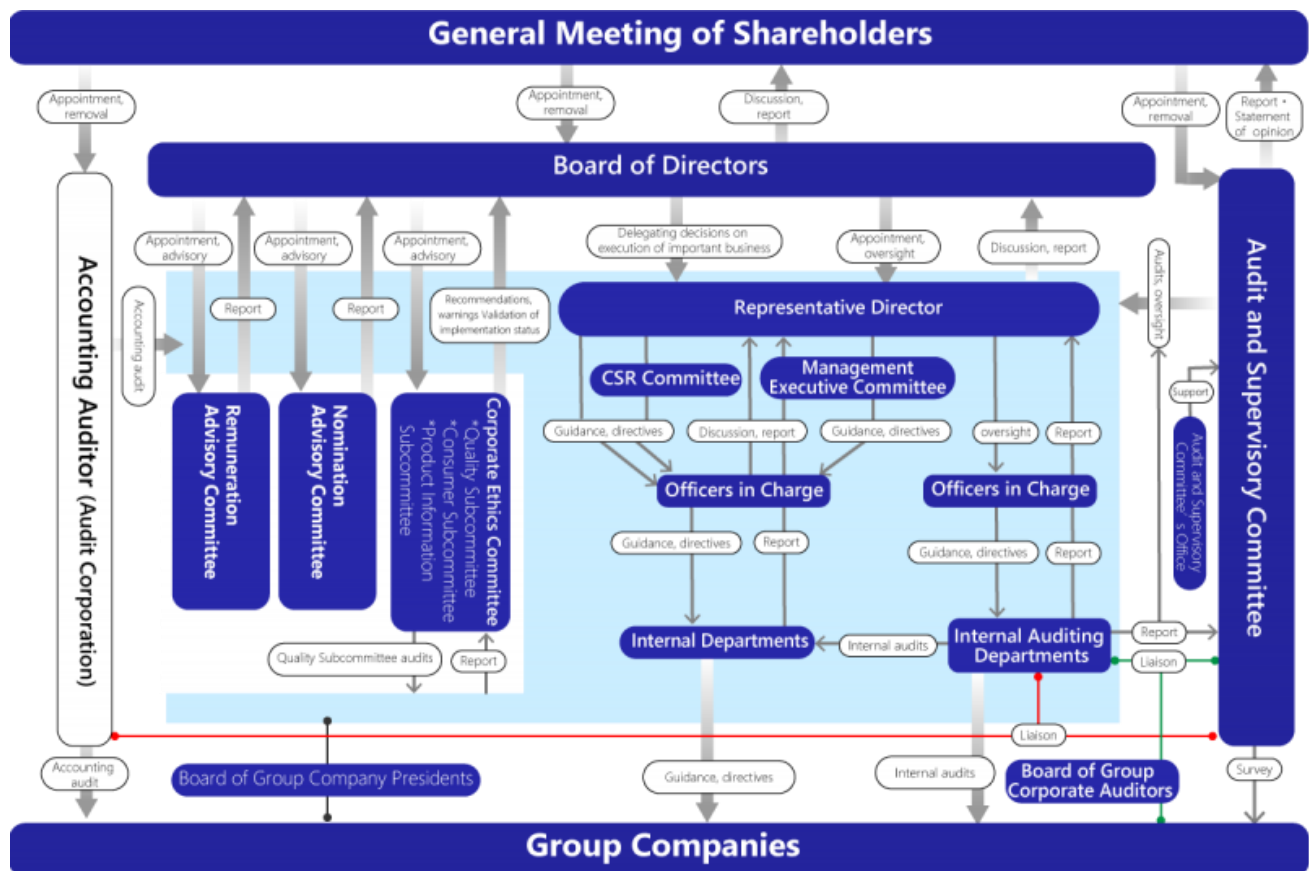 General Meeting of Shareholders
Appointment,
removal
Appointment,
removal
Discussion,
report
Appointment,
removal
Report・
Statement
of opinion
Board of Directors
Accounting Auditor (Audit Corporation)
Audit and Supervisory Committee
Appointment,
advisory
Appointment,
advisory
Appointment,
advisory
Delegating decisions on
execution of important business
Appointment,
oversight
Discussion, report
Audits, oversight
Accounting audit
Report
Report
Recommendations,
warnings Validation of
implementation status
Representative Director
CSR Committee
Management
Executive Committee
Support
Audit and Supervisory
Committee's Office
Remuneration
Advisory Committee
Nomination
Advisory Committee
Corporate Ethics Committee
*Quality Subcommittee
*Consumer Subcommittee
*Product Information
Subcommittee
Guidance, directives
Discussion, report
Guidance, directives
oversight
Report
Officers in Charge
Officers in Charge
Guidance, directives
Report
Guidance, directives
Report
Internal Departments
Internal audits
Internal Auditing
Departments
Report
Liaison
Quality Subcommittee audits
Report
Liaison
Accounting
audit
Board of Group Company Presidents
Guidance, directives
Internal audits
Board of Group
Corporate Auditors
Survey
Group Companies